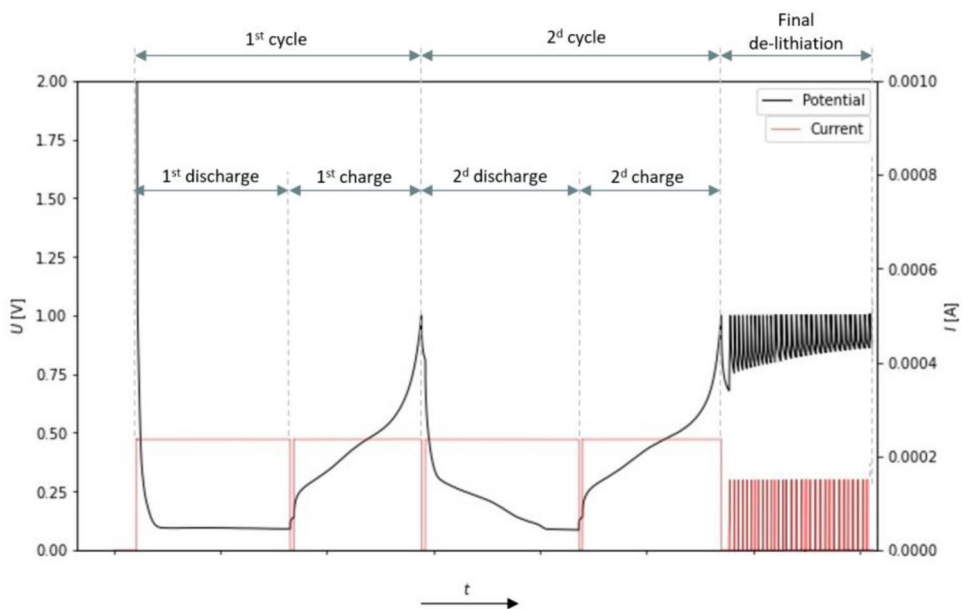 Final
1st cycle
2d cycle
de-lithiation
2.00
0.0010
Potential
Current
1.75
1st discharge
1st charge
2d discharge
2d charge
0.0008
1.50
1.25
0.0006
U [V]
1.00
I [A]
0.0004
0.75
0.50
0.0002
0.25
0.00
0.0000
t